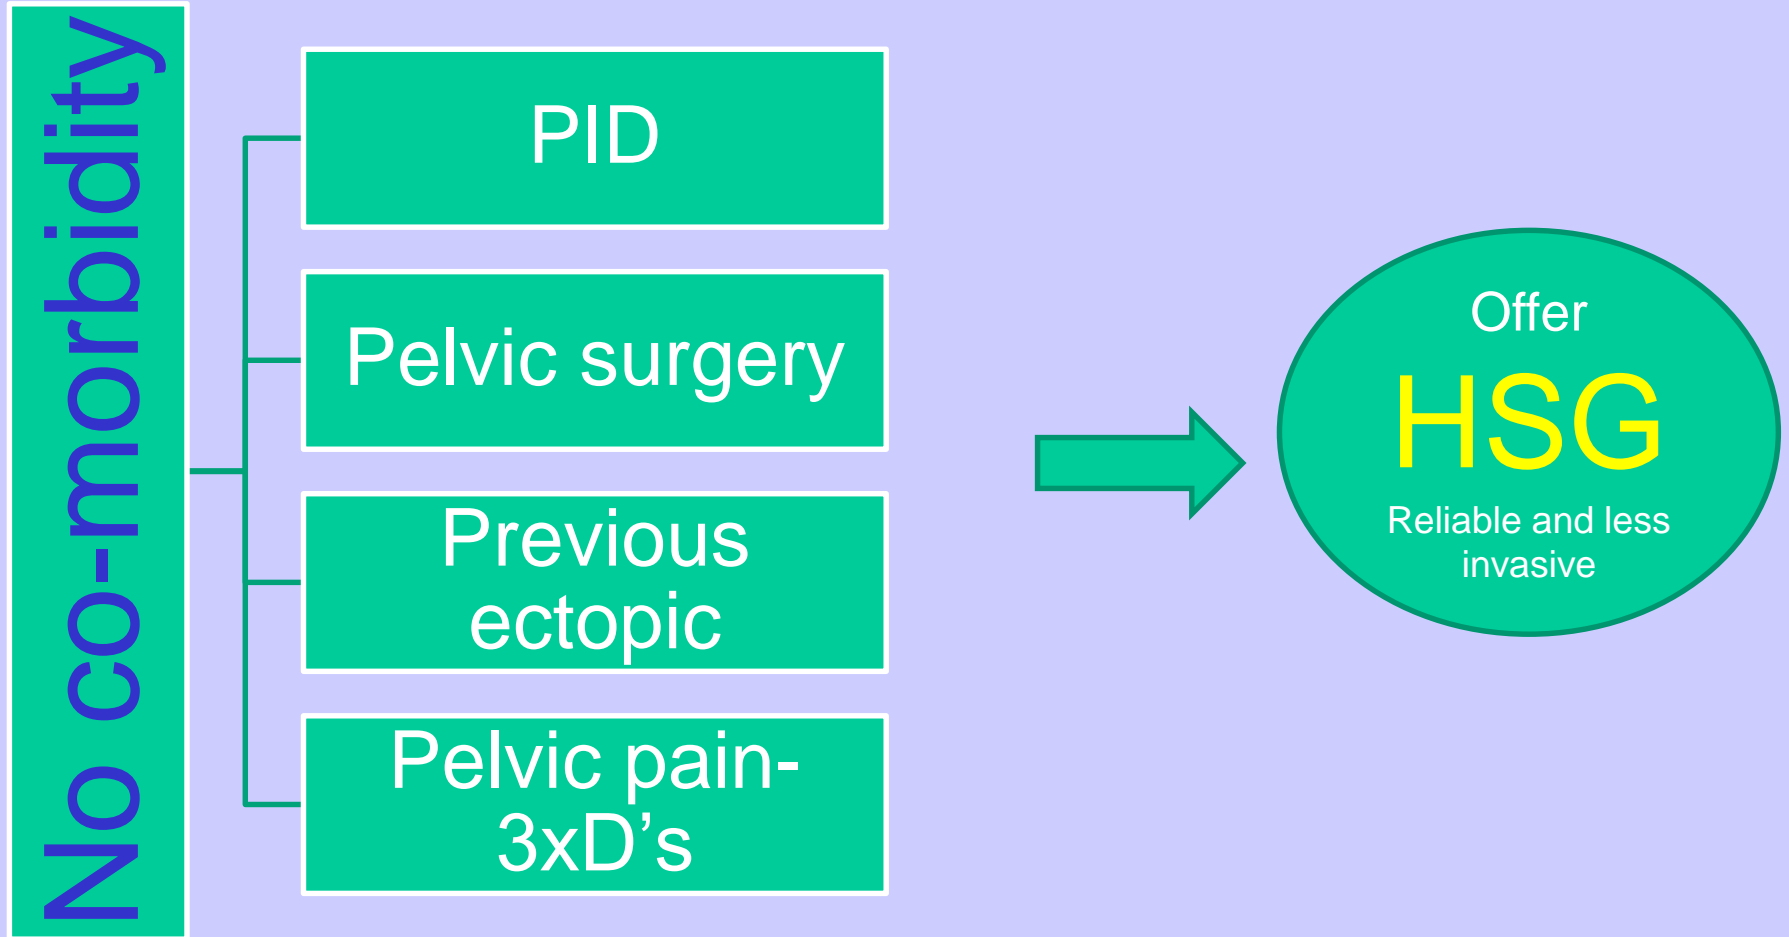 No co-morbidity
PID
Pelvic surgery
Previous
ectopic
Pelvic pain-
3xD’s
Offer
HSG
Reliable and less
invasive